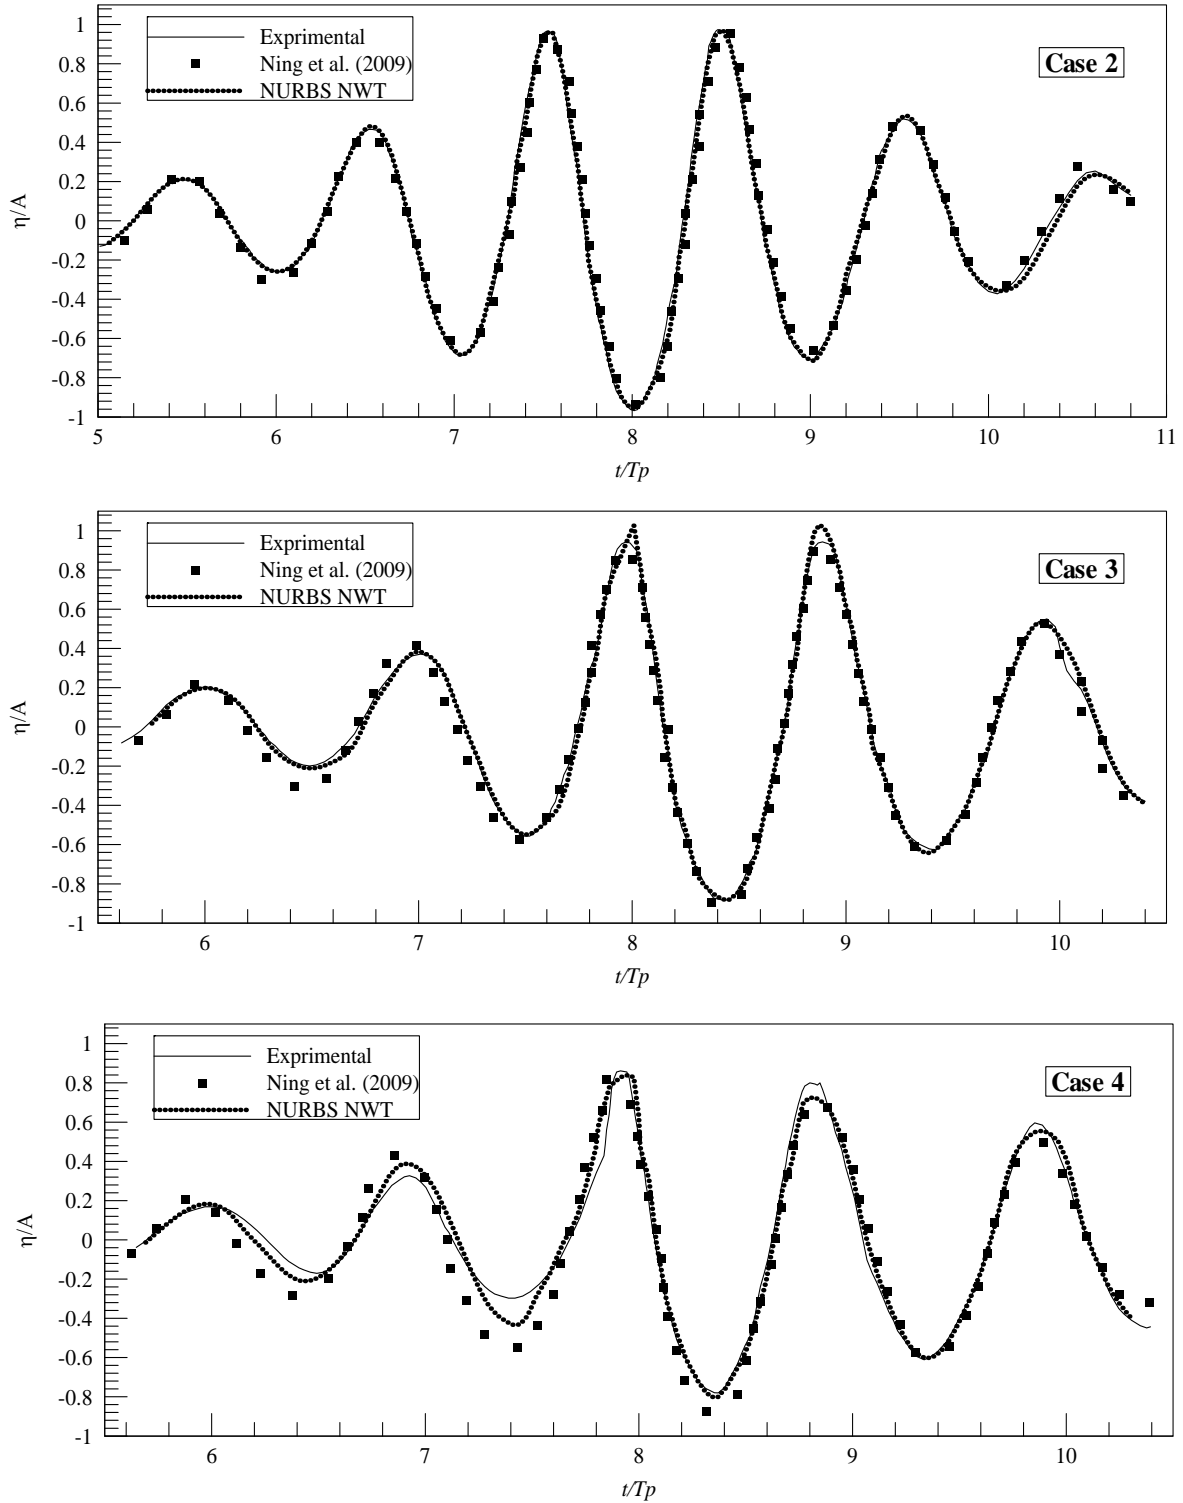 1
0.8
0.6
0.4
0.2
0
-0.2
-0.4
-0.6
-0.8
-1
η/A
Exprimental
Ning et al. (2009)
NURBS NWT
Case 2
5 6 7 8 9 10 11
t/Tp
1
0.8
0.6
0.4
0.2
0
-0.2
-0.4
-0.6
-0.8
-1
η/A
Exprimental
Ning et al. (2009)
NURBS NWT
Case 3
6 7 8 9 10
t/Tp
1
0.8
0.6
0.4
0.2
0
-0.2
-0.4
-0.6
-0.8
-1
η/A
Exprimental
Ning et al. (2009)
NURBS NWT
Case 4
6 7 8 9 10
t/Tp